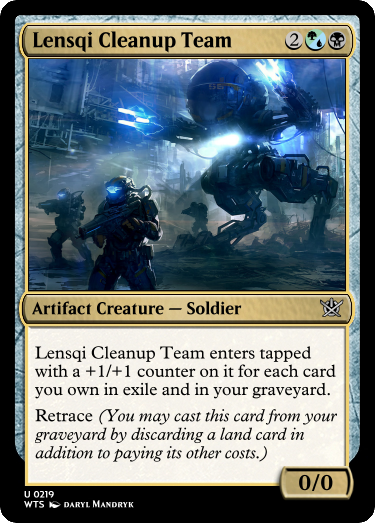 Lensqi Cleanup Team 2
Artifact Creature — Soldier
Lensqi Cleanup Team enters tapped
with a +1/+1 counter on it for each card
you own in exile and in your graveyard.
Retrace (You may cast this card from your
graveyard by discarding a land card in
addition to paying its other costs.)
0/0
U 0219
WTS DARYL MANDRYK